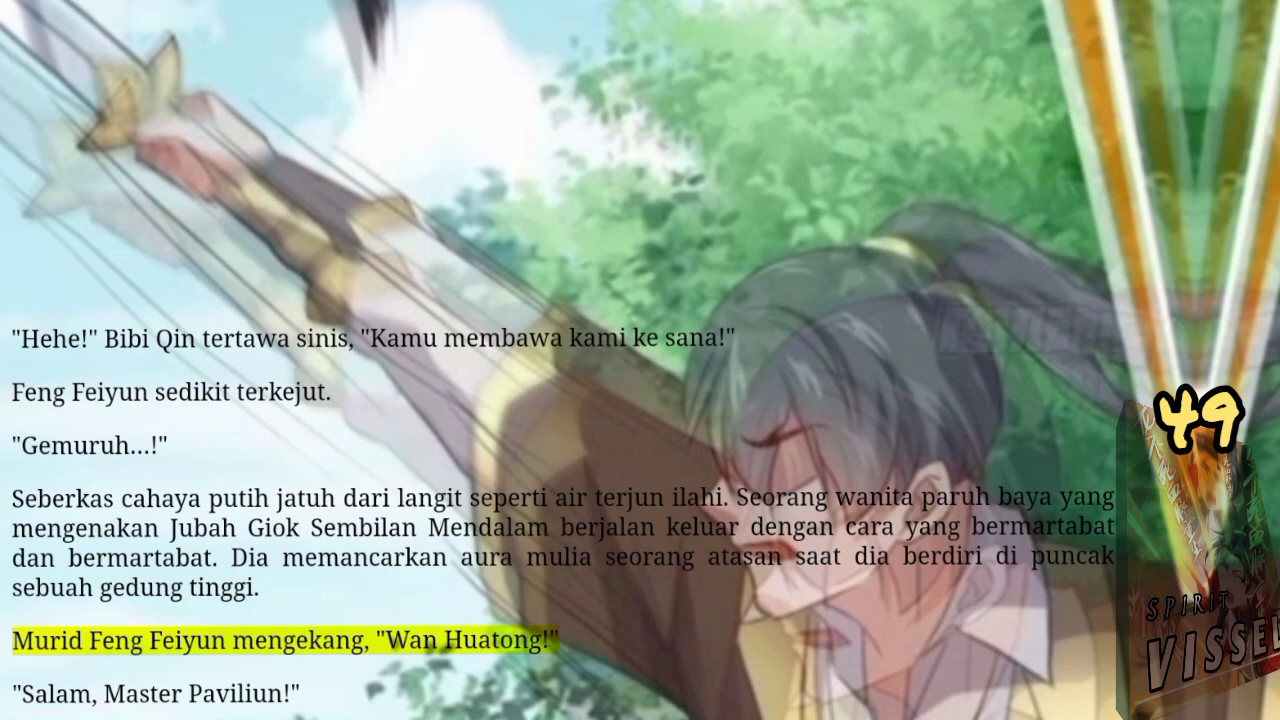 "Hehe!" Bibi Qin tertawa sinis, "Kamu membawa kami ke sana!"
Feng Feiyun sedikit terkejut.
"Gemuruh...!"
Seberkas cahaya putih jatuh dari langit seperti air terjun ilahi. Seorang wanita paruh baya yang
mengenakan Jubah Giok Sembilan Mendalam berjalan keluar dengan cara yang bermartabat
dan bermartabat. Dia memancarkan aura mulia seorang atasan saat dia berdiri di puncak
sebuah gedung tinggi.
Murid Feng Feiyun mengekang, "Wan Huatong!"
"Salam, Master Paviliun!"
49
SPIRIT
VISSEL